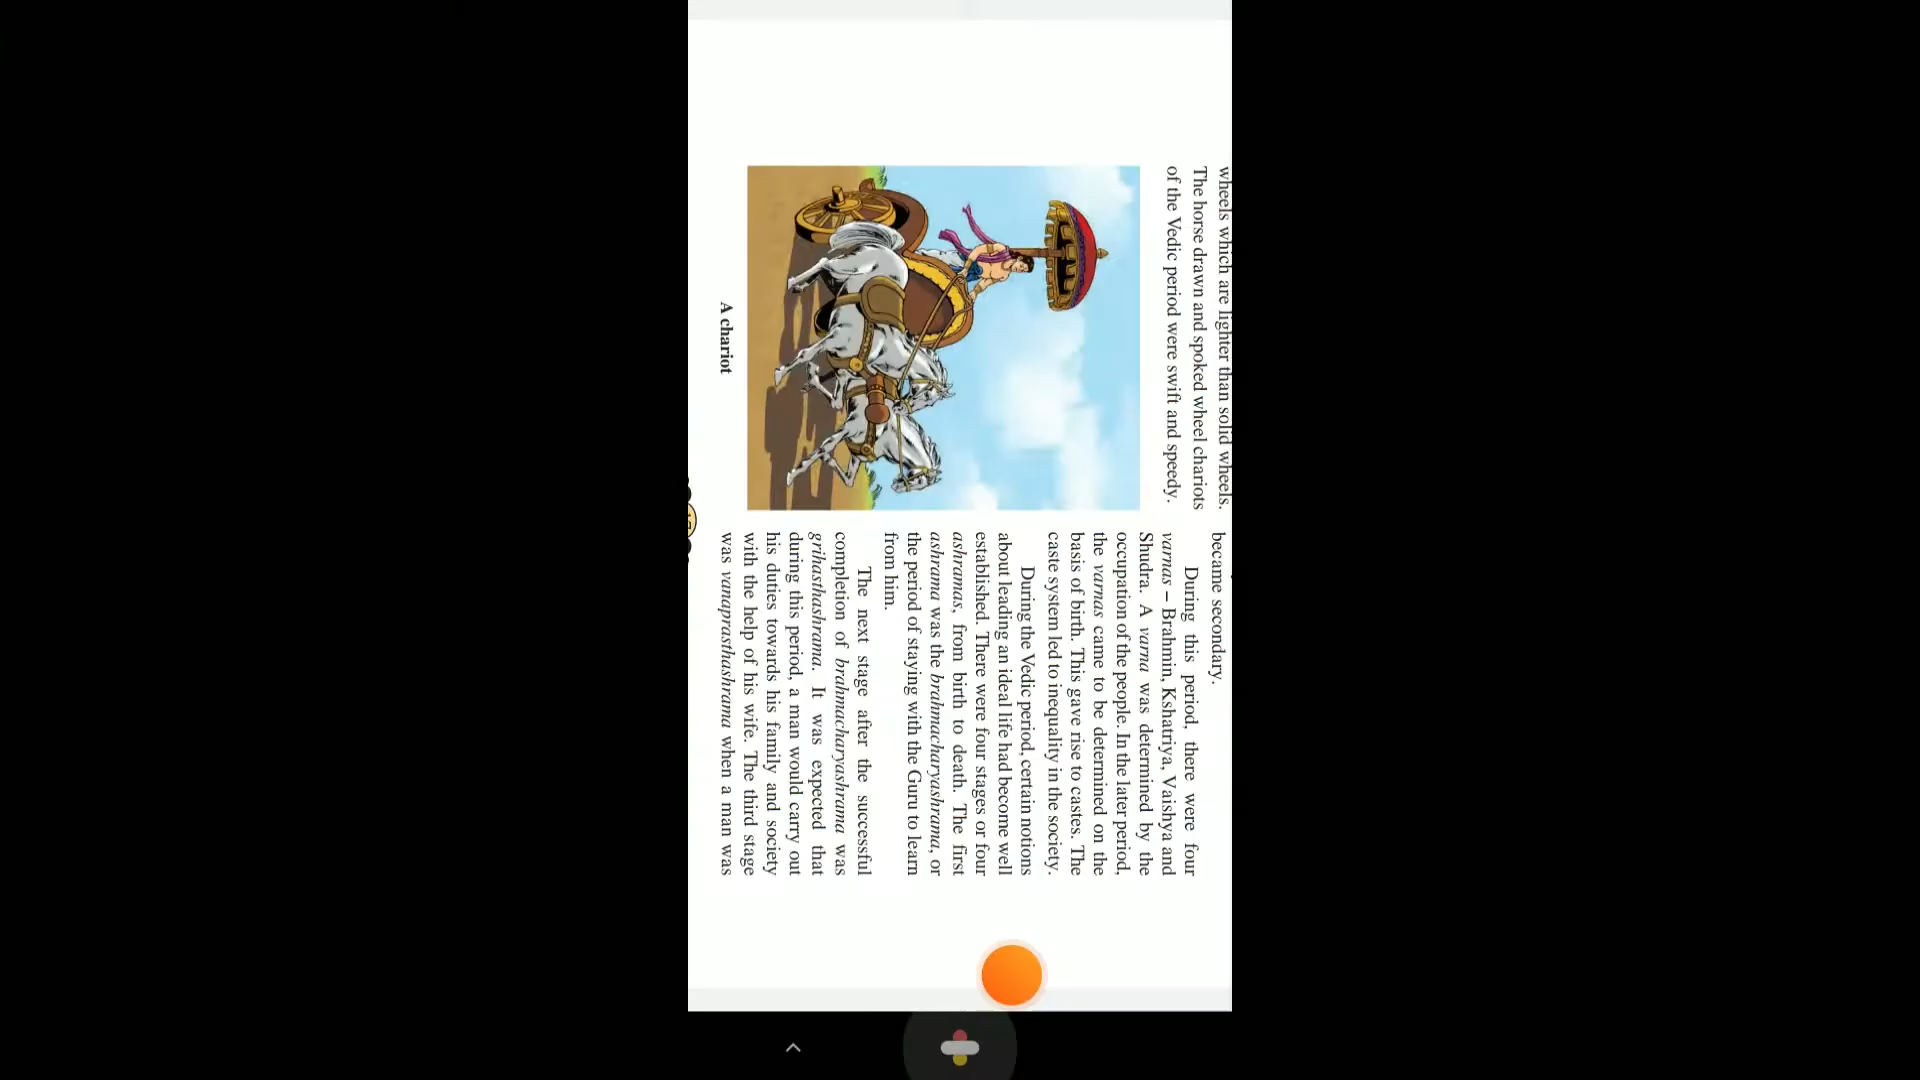 wheels which are lighter than solid wheels.
The horse drawn and spoked wheel chariots
of the Vedic period were swift and speedy.
A chariot
became secondary.
During this period, there were four
varnas – Brahmin, Kshatriya, Vaishya and
Shudra. A varna was determined by the
occupation of the people. In the later period,
the varnas came to be determined on the
basis of birth. This gave rise to castes. The
caste system led to inequality in the society.
During the Vedic period, certain notions
about leading an ideal life had become well
established. There were four stages or four
ashramas, from birth to death. The first
ashrama was the brahmacharyashrama, or
the period of staying with the Guru to learn
from him.
The next stage after the successful
completion of brahmacharyashrama was
grihasthashrama. It was expected that
during this period, a man would carry out
his duties towards his family and society
with the help of his wife. The third stage
was vanaprasthashrama when a man was